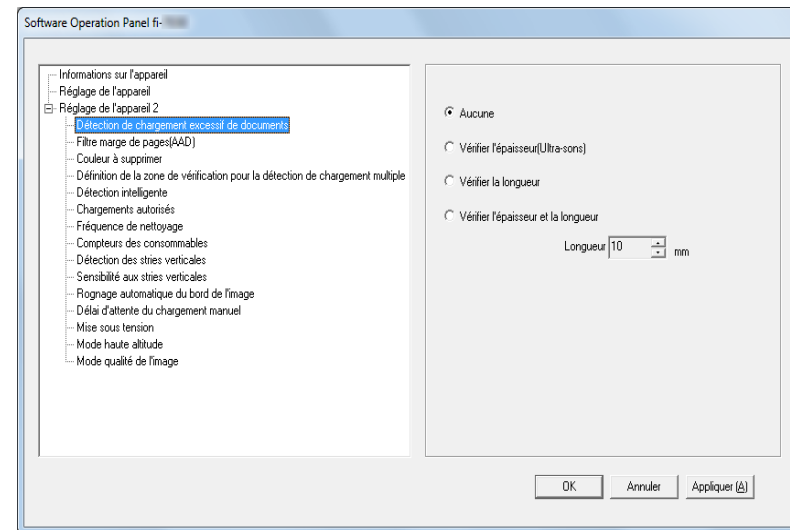 Software Operation Panel fi-
Informations sur l'appareil
Réglage de l'appareil
Réglage de l'appareil 2
Détection de chargement excessif de documents
Filtre marge de pages(AAD)
Couleur à supprimer
Définition de la zone de vérification pour la détection de chargement multiple
Détection intelligente
Chargements autorisés
Fréquence de nettoyage
Compteurs des consommables
Détection des stries verticales
Sensibilité aux stries verticales
Rognage automatique du bord de l'image
Délai d'attente du chargement manuel
Mise sous tension
Mode haute altitude
Mode qualité de l'image
Aucune
Vérifier l'épaisseur(Ultra-sons)
Vérifier la longueur
Vérifier l'épaisseur et la longueur
Longueur 10 mm
OK Annuler Appliquer (A)